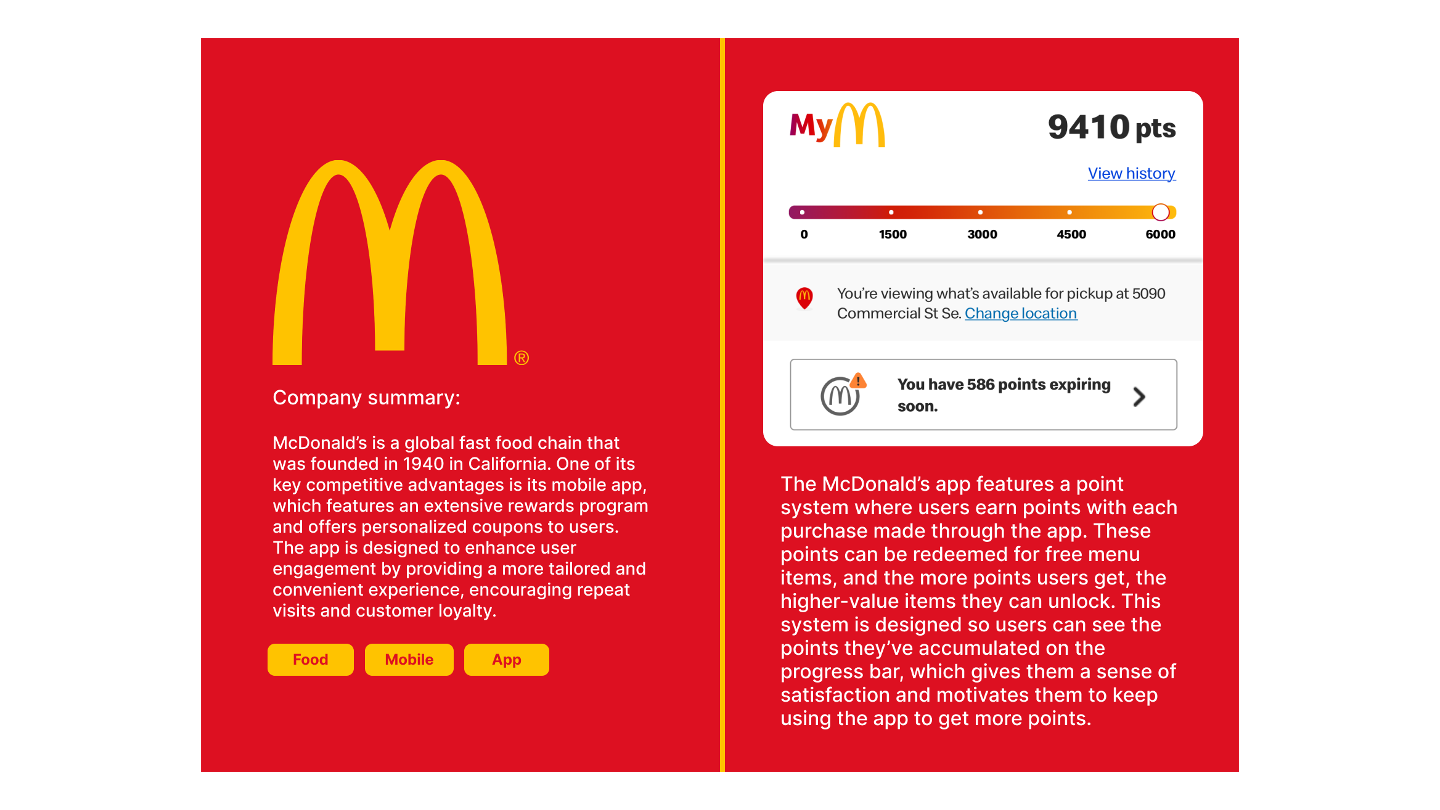 ®
Company summary:
McDonald's is a global fast food chain that
was founded in 1940 in California. One of its
key competitive advantages is its mobile app,
which features an extensive rewards program
and offers personalized coupons to users.
The app is designed to enhance user
engagement by providing a more tailored and
convenient experience, encouraging repeat
visits and customer loyalty.
Food Mobile App
My 9410 pts
View history
0 1500 3000 4500 6000
You're viewing what's available for pickup at 5090
Commercial St Se. Change location
You have 586 points expiring
soon.
The McDonald's app features a point
system where users earn points with each
purchase made through the app. These
points can be redeemed for free menu
items, and the more points users get, the
higher-value items they can unlock. This
system is designed so users can see the
points they've accumulated on the
progress bar, which gives them a sense of
satisfaction and motivates them to keep
using the app to get more points.